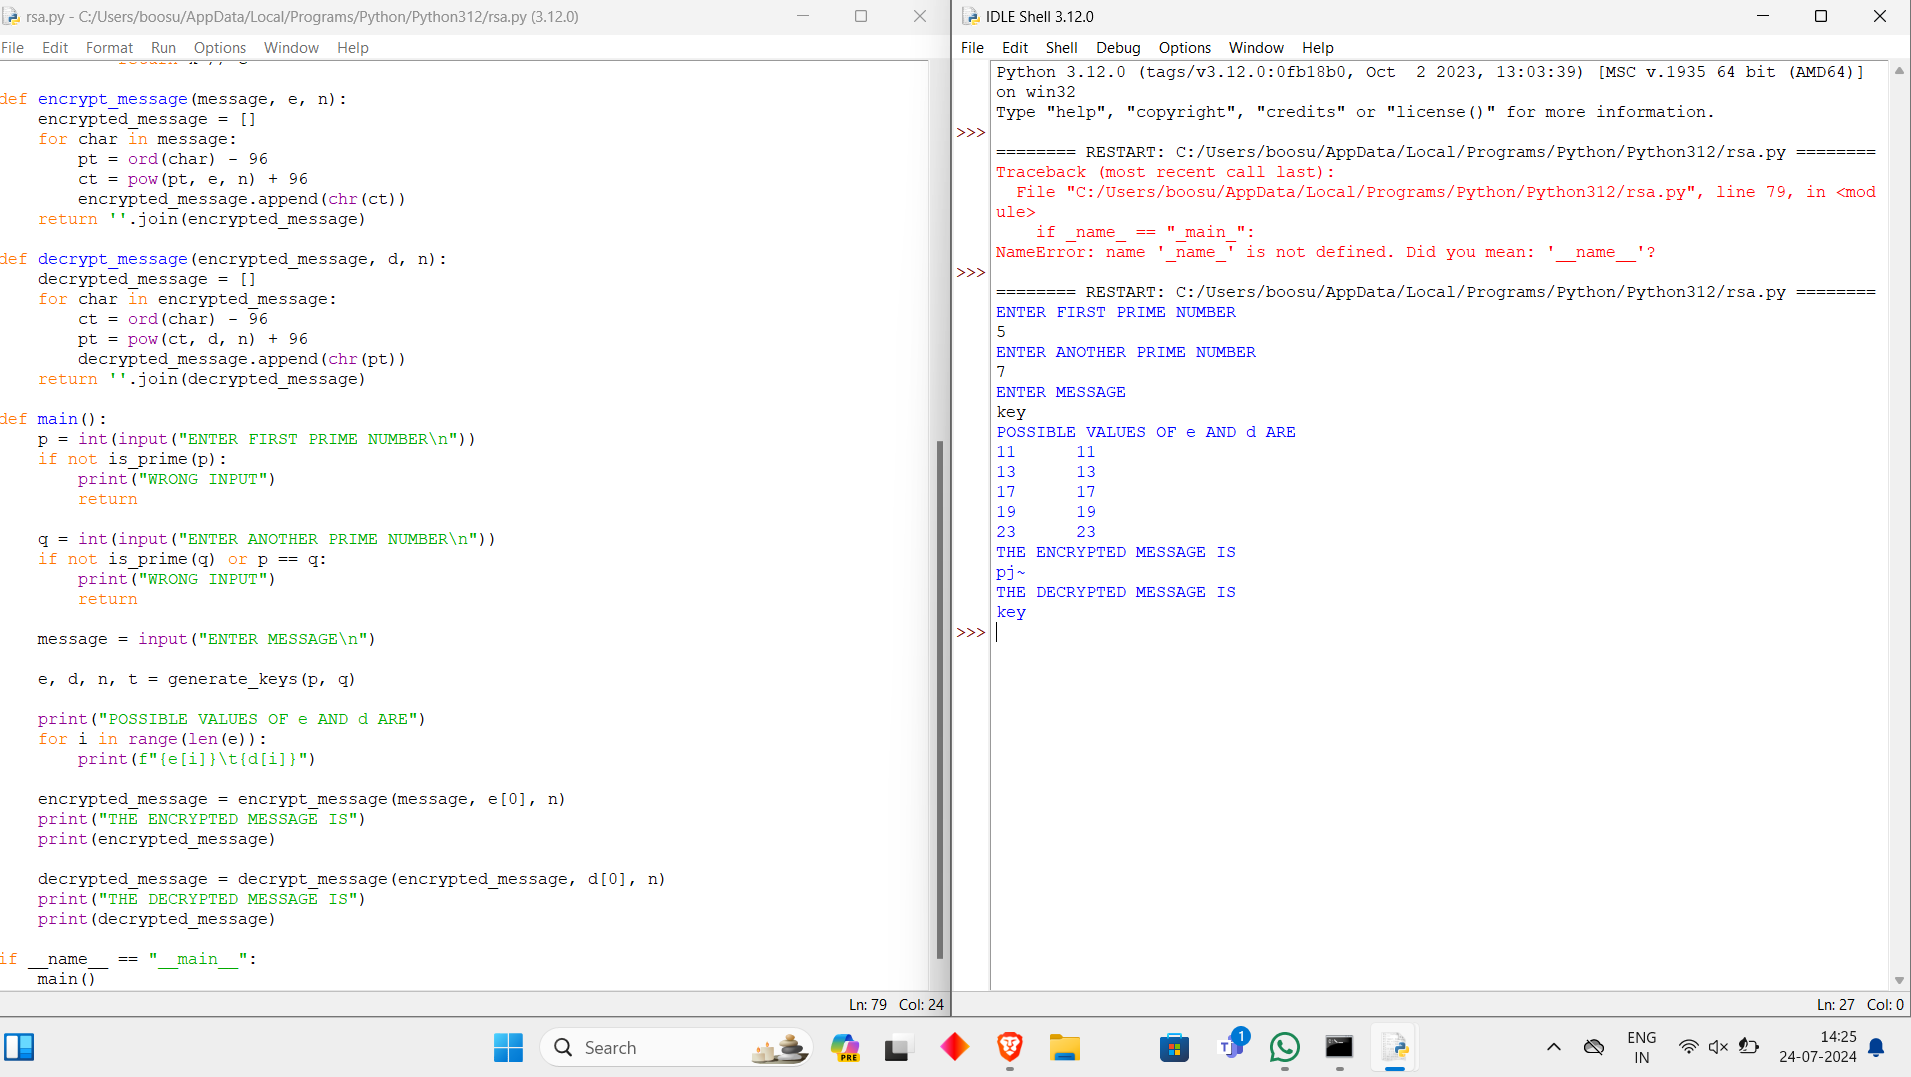 rsa.py - C:/Users/boosu/AppData/Local/Programs/Python/Python312/rsa.py (3.12.0)
File Edit Format Run Options Window Help
def encrypt_message(message, e, n):
    encrypted_message = []
    for char in message:
        pt = ord(char) - 96
        ct = pow(pt, e, n) + 96
        encrypted_message.append(chr(ct))
    return ''.join(encrypted_message)
def decrypt_message(encrypted_message, d, n):
    decrypted_message = []
    for char in encrypted_message:
        ct = ord(char) - 96
        pt = pow(ct, d, n) + 96
        decrypted_message.append(chr(pt))
    return ''.join(decrypted_message)
def main():
    p = int(input("ENTER FIRST PRIME NUMBER\n"))
    if not is_prime(p):
        print("WRONG INPUT")
        return
    q = int(input("ENTER ANOTHER PRIME NUMBER\n"))
    if not is_prime(q) or p == q:
        print("WRONG INPUT")
        return
    message = input("ENTER MESSAGE\n")
    e, d, n, t = generate_keys(p, q)
    print("POSSIBLE VALUES OF e AND d ARE")
    for i in range(len(e)):
        print(f"{e[i]}\t{d[i]}")
    encrypted_message = encrypt_message(message, e[0], n)
    print("THE ENCRYPTED MESSAGE IS")
    print(encrypted_message)
    decrypted_message = decrypt_message(encrypted_message, d[0], n)
    print("THE DECRYPTED MESSAGE IS")
    print(decrypted_message)
if __name__ == "__main__":
    main()
Ln: 79 Col: 24
IDLE Shell 3.12.0
File Edit Shell Debug Options Window Help
Python 3.12.0 (tags/v3.12.0:0fb18b0, Oct  2 2023, 13:03:39) [MSC v.1935 64 bit (AMD64)]
on win32
Type "help", "copyright", "credits" or "license()" for more information.
>>>
======== RESTART: C:/Users/boosu/AppData/Local/Programs/Python/Python312/rsa.py ========
Traceback (most recent call last):
  File "C:/Users/boosu/AppData/Local/Programs/Python/Python312/rsa.py", line 79, in <mod
ule>
    if _name_ == "_main_":
NameError: name '_name_' is not defined. Did you mean: '__name__'?
>>>
======== RESTART: C:/Users/boosu/AppData/Local/Programs/Python/Python312/rsa.py ========
ENTER FIRST PRIME NUMBER
5
ENTER ANOTHER PRIME NUMBER
7
ENTER MESSAGE
key
POSSIBLE VALUES OF e AND d ARE
11      11
13      13
17      17
19      19
23      23
THE ENCRYPTED MESSAGE IS
pj~
THE DECRYPTED MESSAGE IS
key
>>>
Ln: 27 Col: 0
Search
PRE
1
ENG
IN
14:25
24-07-2024